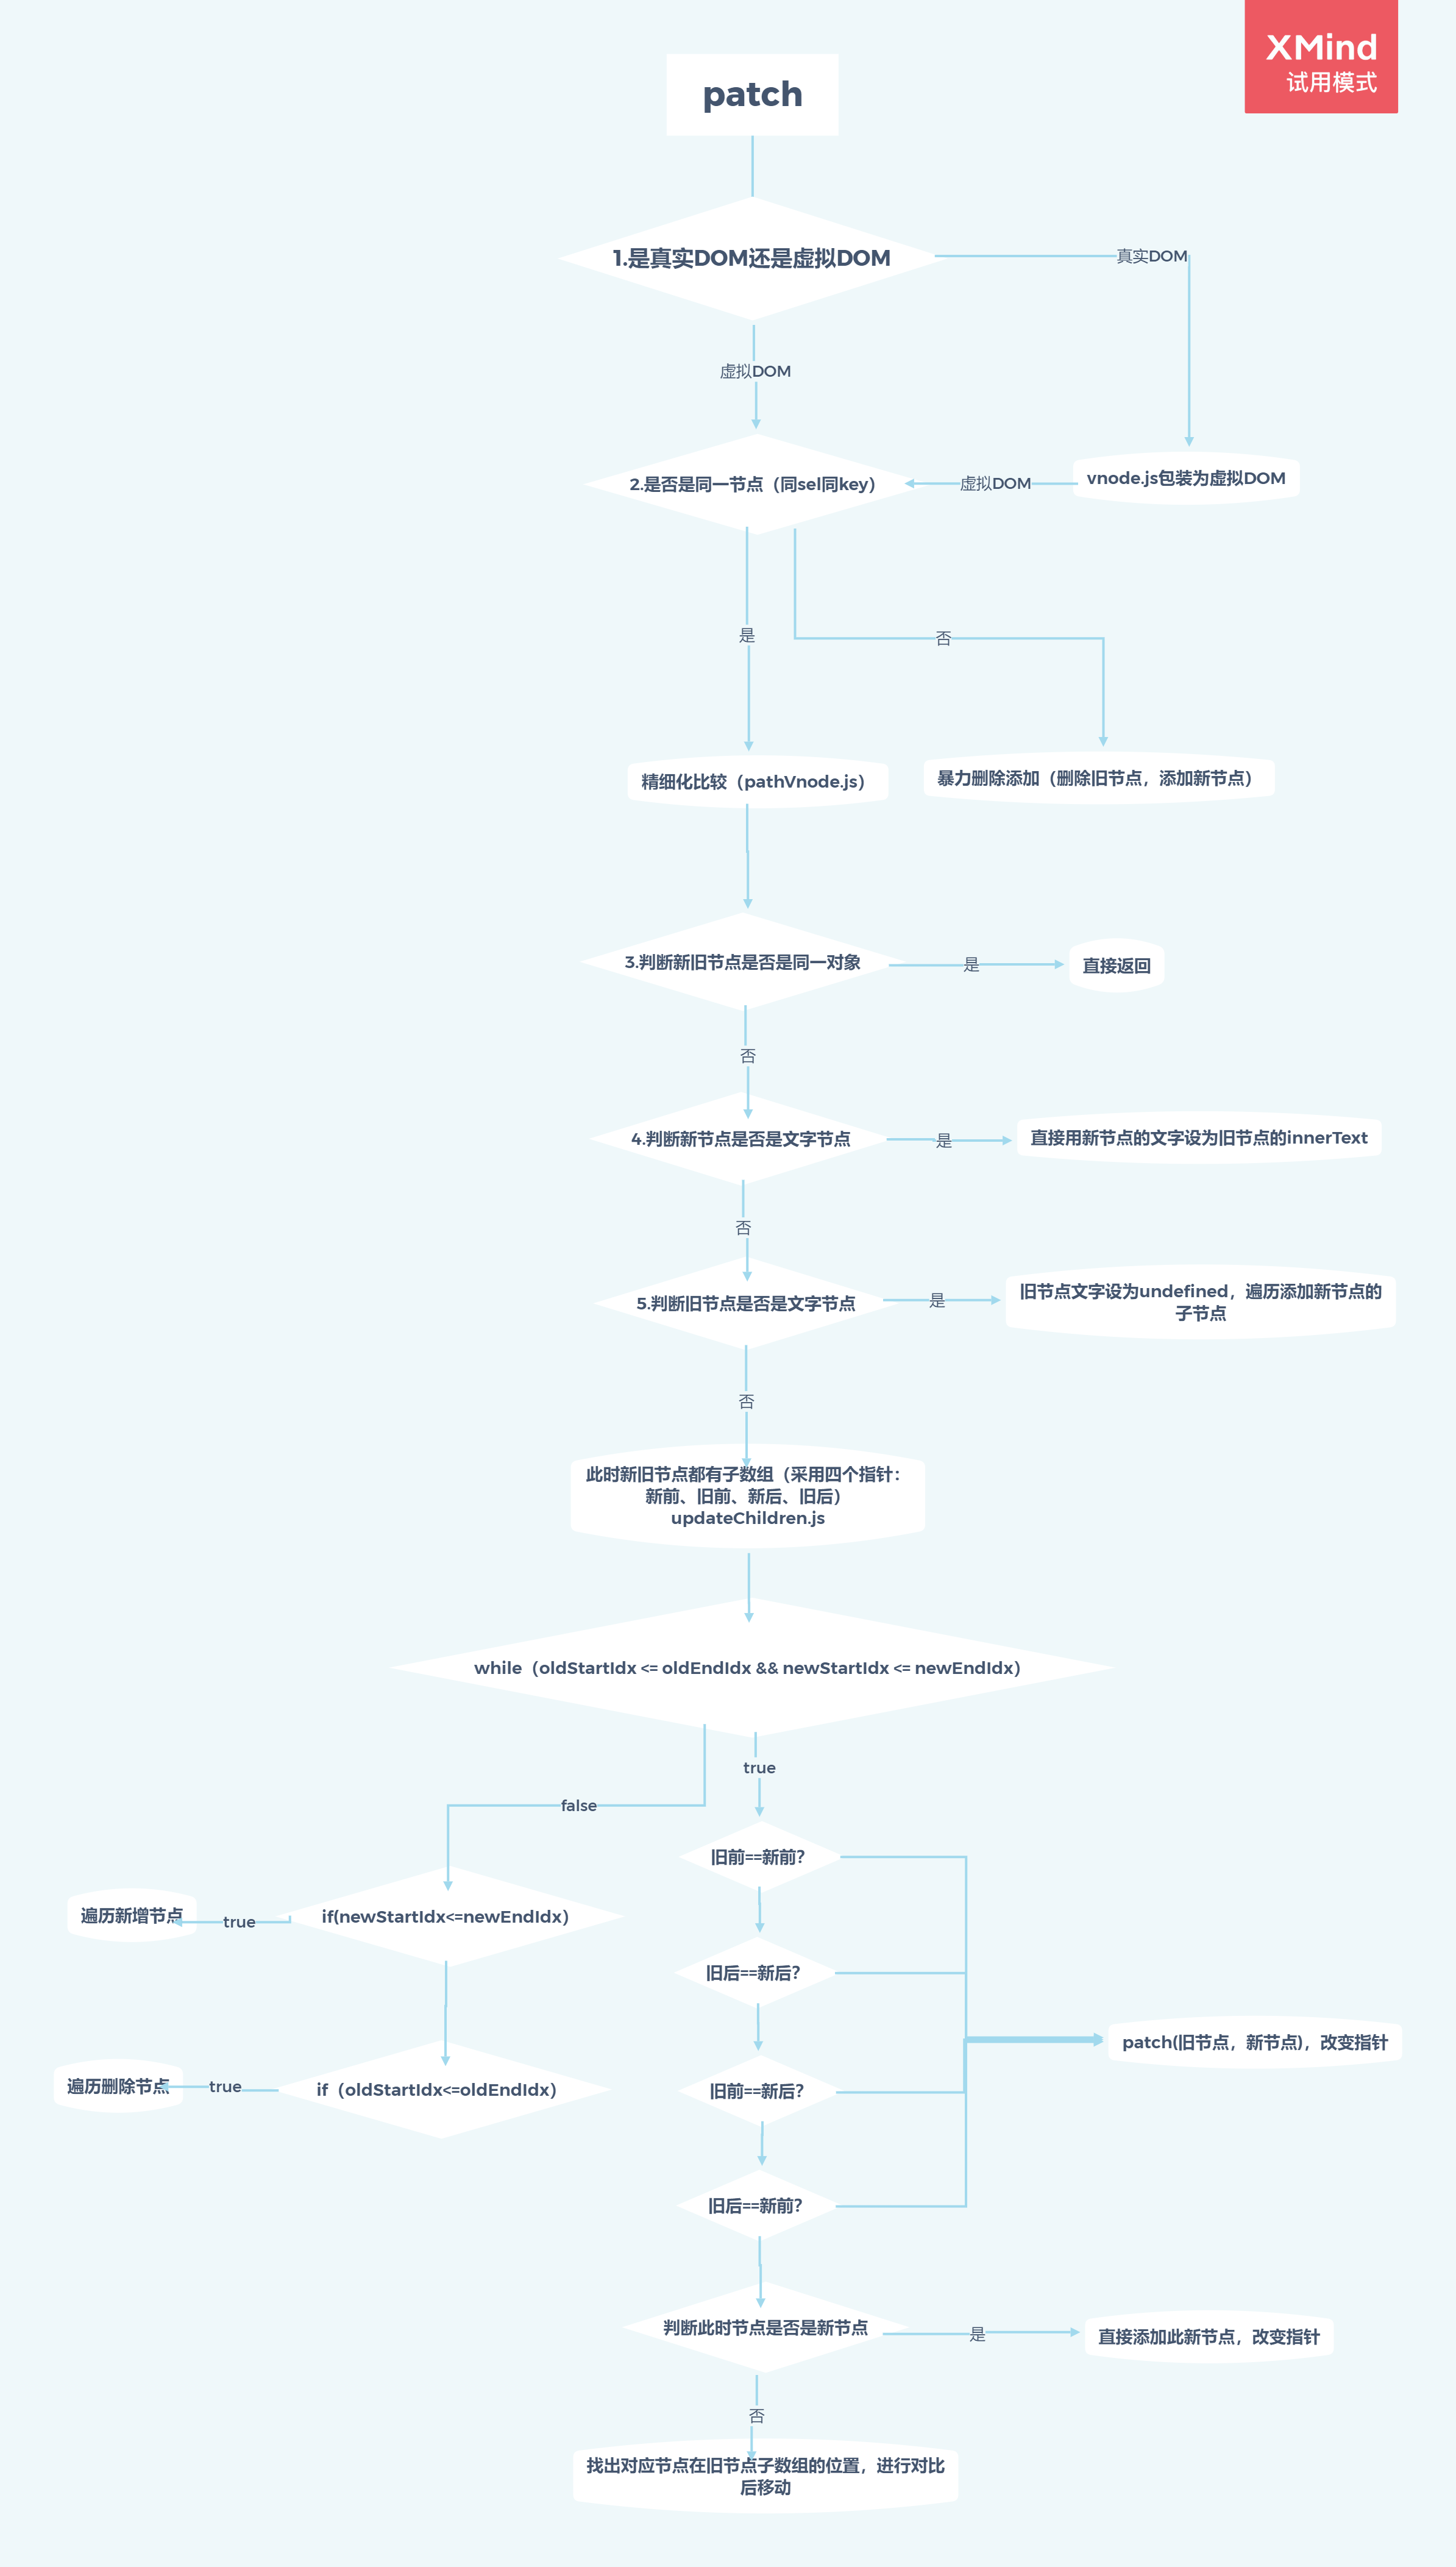 XMind
试用模式
patch
1.是真实DOM还是虚拟DOM
真实DOM
虚拟DOM
2.是否是同一节点（同sel同key）
虚拟DOM
vnode.js包装为虚拟DOM
是
否
精细化比较（pathVnode.js）
暴力删除添加（删除旧节点，添加新节点）
3.判断新旧节点是否是同一对象
是
直接返回
否
4.判断新节点是否是文字节点
是
直接用新节点的文字设为旧节点的innerText
否
5.判断旧节点是否是文字节点
是
旧节点文字设为undefined，遍历添加新节点的
子节点
否
此时新旧节点都有子数组（采用四个指针：
新前、旧前、新后、旧后）
updateChildren.js
while（oldStartIdx <= oldEndIdx && newStartIdx <= newEndIdx）
true
false
旧前==新前？
遍历新增节点
true
if(newStartIdx<=newEndIdx）
旧后==新后？
patch(旧节点，新节点)，改变指针
遍历删除节点
true
if（oldStartIdx<=oldEndIdx）
旧前==新后？
旧后==新前？
判断此时节点是否是新节点
是
直接添加此新节点，改变指针
否
找出对应节点在旧节点子数组的位置，进行对比
后移动